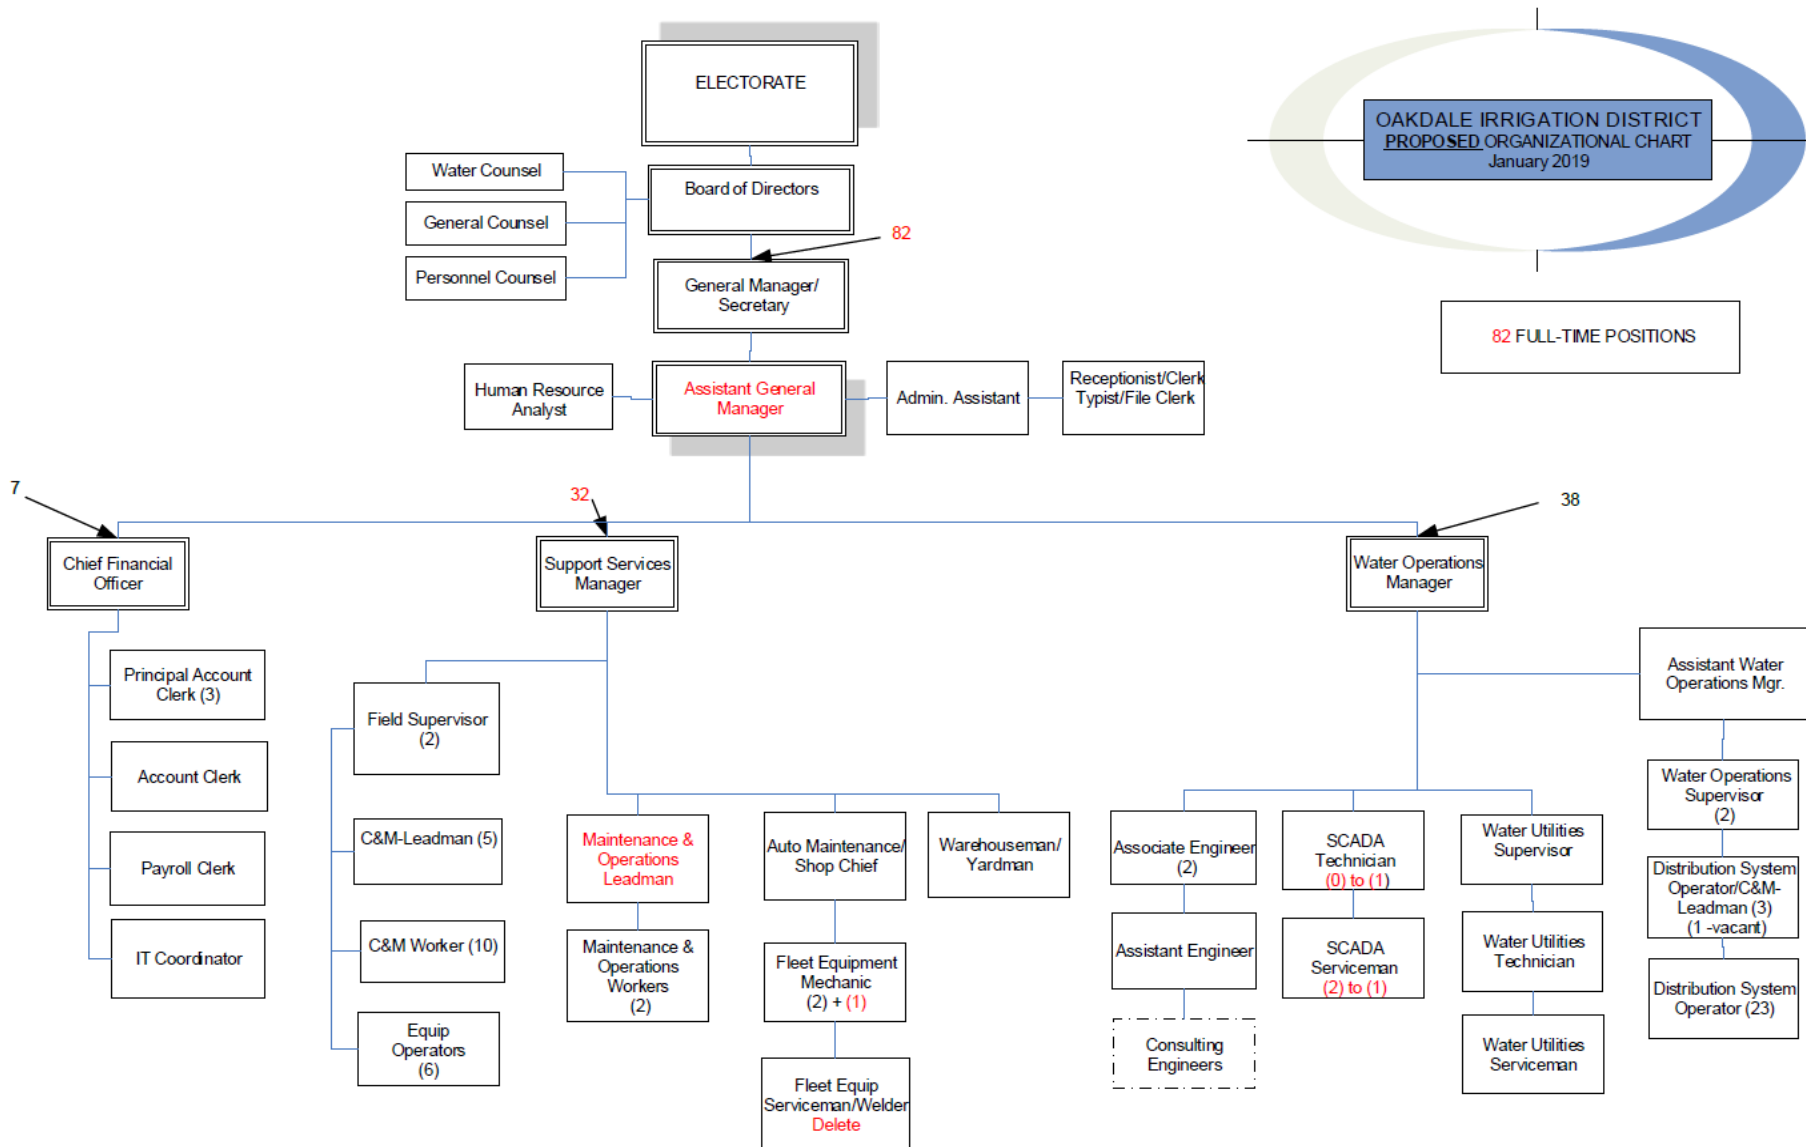 ELECTORATE
OAKDALE IRRIGATION DISTRICT
PROPOSED ORGANIZATIONAL CHART
January 2019
Water Counsel
General Counsel
Personnel Counsel
Board of Directors
82
General Manager/
Secretary
82 FULL-TIME POSITIONS
Human Resource
Analyst
Assistant General
Manager
Admin. Assistant
Receptionist/Clerk
Typist/File Clerk
7
32
38
Chief Financial
Officer
Support Services
Manager
Water Operations
Manager
Principal Account
Clerk (3)
Account Clerk
Payroll Clerk
IT Coordinator
Field Supervisor
(2)
C&M-Leadman (5)
C&M Worker (10)
Equip
Operators
(6)
Maintenance &
Operations
Leadman
Maintenance &
Operations
Workers
(2)
Auto Maintenance/
Shop Chief
Fleet Equipment
Mechanic
(2) + (1)
Fleet Equip
Serviceman/Welder
Delete
Warehouseman/
Yardman
Associate Engineer
(2)
Assistant Engineer
Consulting
Engineers
SCADA
Technician
(0) to (1)
SCADA
Serviceman
(2) to (1)
Water Utilities
Supervisor
Water Utilities
Technician
Water Utilities
Serviceman
Assistant Water
Operations Mgr.
Water Operations
Supervisor
(2)
Distribution System
Operator/C&M-
Leadman (3)
(1 -vacant)
Distribution System
Operator (23)